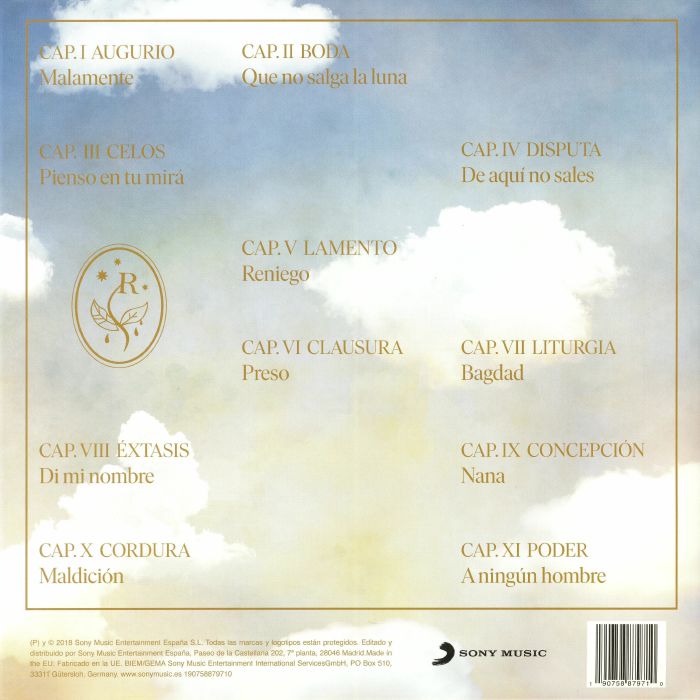 CAP. I AUGURIO
Malamente
CAP. II BODA
Que no salga la luna
CAP. III CELOS
Pienso en tu mirá
CAP. IV DISPUTA
De aquí no sales
CAP. V LAMENTO
Reniego
R
CAP. VI CLAUSURA
Preso
CAP. VII LITURGIA
Bagdad
CAP. VIII ÉXTASIS
Di mi nombre
CAP. IX CONCEPCIÓN
Nana
CAP. X CORDURA
Maldición
CAP. XI PODER
A ningún hombre
(P) y © 2018 Sony Music Entertainment España S.L. Todas las marcas y logotipos están protegidos. Editado y
distribuido por Sony Music Entertainment España, Paseo de la Castellana 202, 7ª planta, 28046 Madrid.Made in
the EU. Fabricado en la UE. BIEM/GEMA Sony Music Entertainment International ServicesGmbH, PO Box 510,
33311 Gütersloh, Germany. www.sonymusic.es 190758879710
SONY MUSIC
1 90758 87971 0